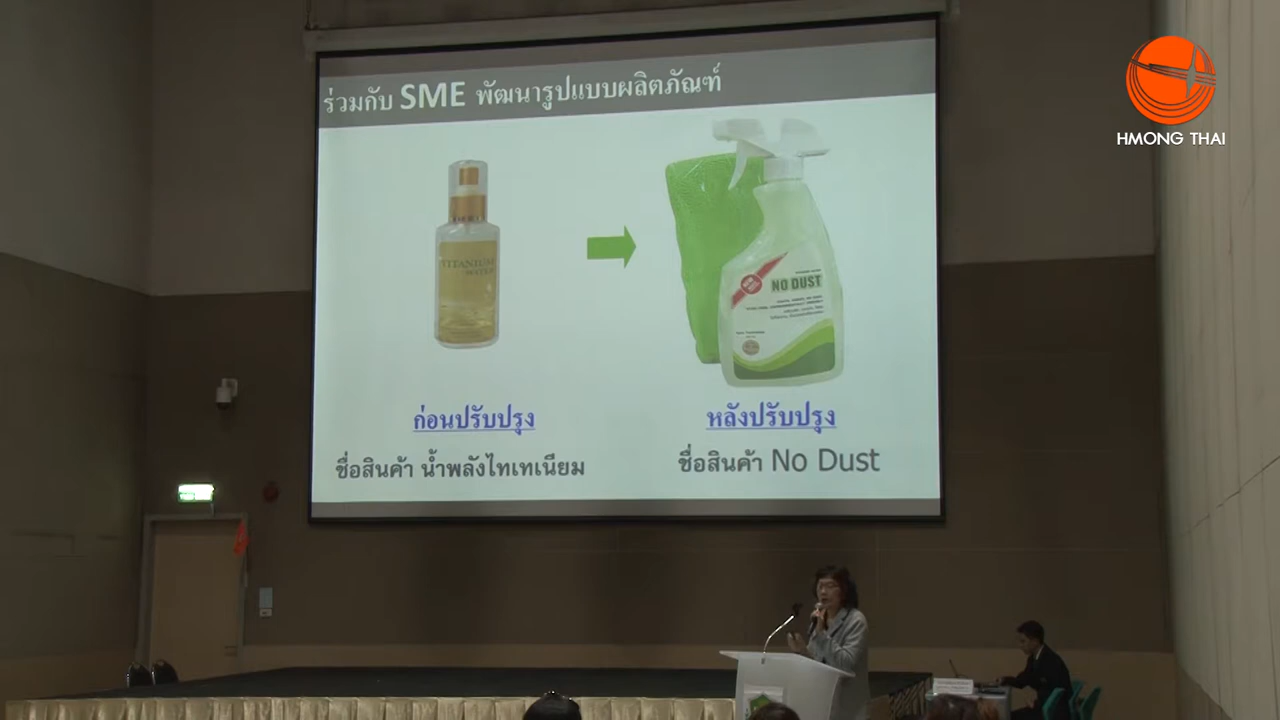 ร่วมกับ SME พัฒนารูปแบบผลิตภัณฑ์
HMONG THAI
TITANIUM
WATER
NO DUST
ก่อนปรับปรุง
หลังปรับปรุง
ชื่อสินค้า น้ำพลังไทเทเนียม
ชื่อสินค้า No Dust